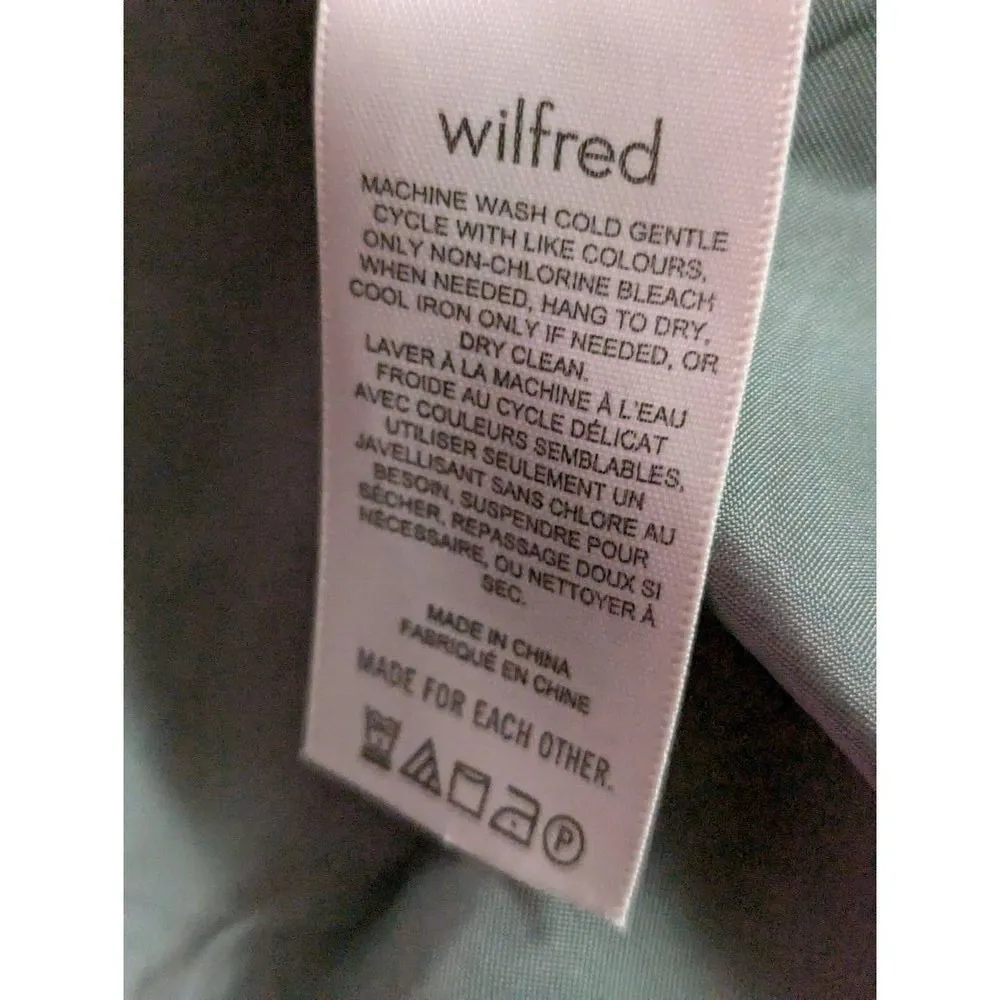 wilfred
MACHINE WASH COLD GENTLE
CYCLE WITH LIKE COLOURS,
ONLY NON-CHLORINE BLEACH
WHEN NEEDED, HANG TO DRY,
COOL IRON ONLY IF NEEDED, OR
DRY CLEAN.
LAVER À LA MACHINE À L'EAU
FROIDE AU CYCLE DÉLICAT
AVEC COULEURS SEMBLABLES,
UTILISER SEULEMENT UN
JAVELLISANT SANS CHLORE AU
BESOIN, SUSPENDRE POUR
SÉCHER, REPASSAGE DOUX SI
NÉCESSAIRE, OU NETTOYER À
SEC.
MADE IN CHINA
FABRIQUÉ EN CHINE
MADE FOR EACH OTHER.
P